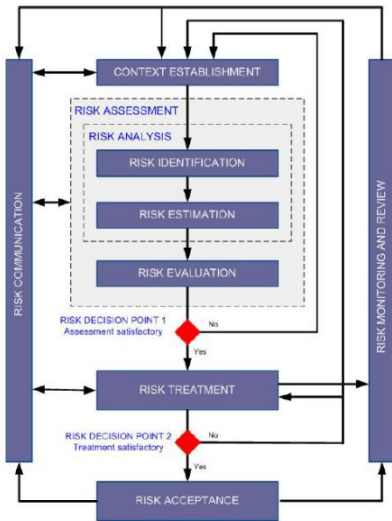 CONTEXT ESTABLISHMENT
RISK ASSESSMENT
RISK ANALYSIS
RISK IDENTIFICATION
RISK ESTIMATION
RISK EVALUATION
RISK COMMUNICATION
RISK MONITORING AND REVIEW
RISK DECISION POINT 1
Assessment satisfactory
No
Yes
RISK TREATMENT
RISK DECISION POINT 2
Treatment satisfactory
No
Yes
RISK ACCEPTANCE